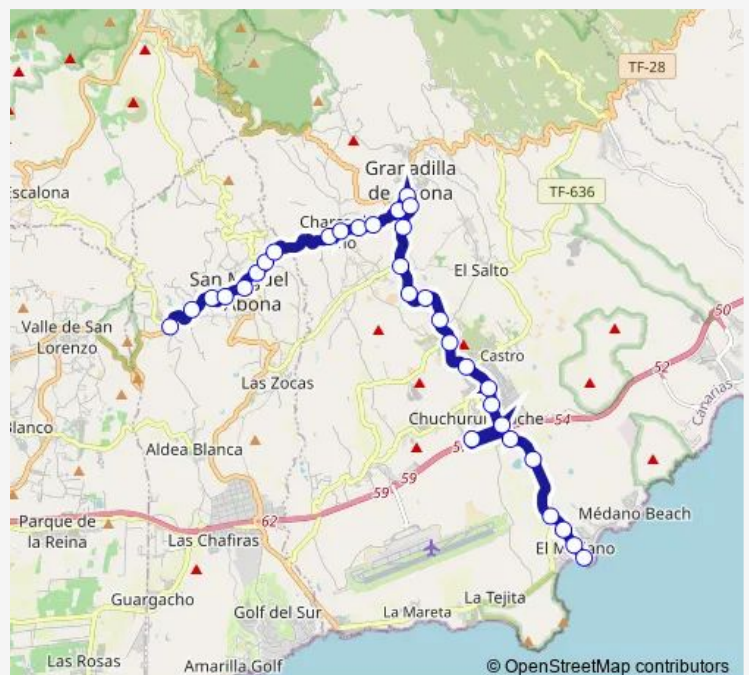 TF-28
Granadilla
de Abona
Escalona
TF-636
El Salto
San Miguel
Abona
50
Valle de San
Lorenzo
52
Castro
Las Zocas
Canarias
54
Blanco
Aldea Blanca
59
59
Médano Beach
62
Parque de
la Reina
Las Chafiras
El Médano
La Tejita
Guargacho
Golf del Sur
La Mareta
Las Rosas
Amarilla Golf
© OpenStreetMap contributors